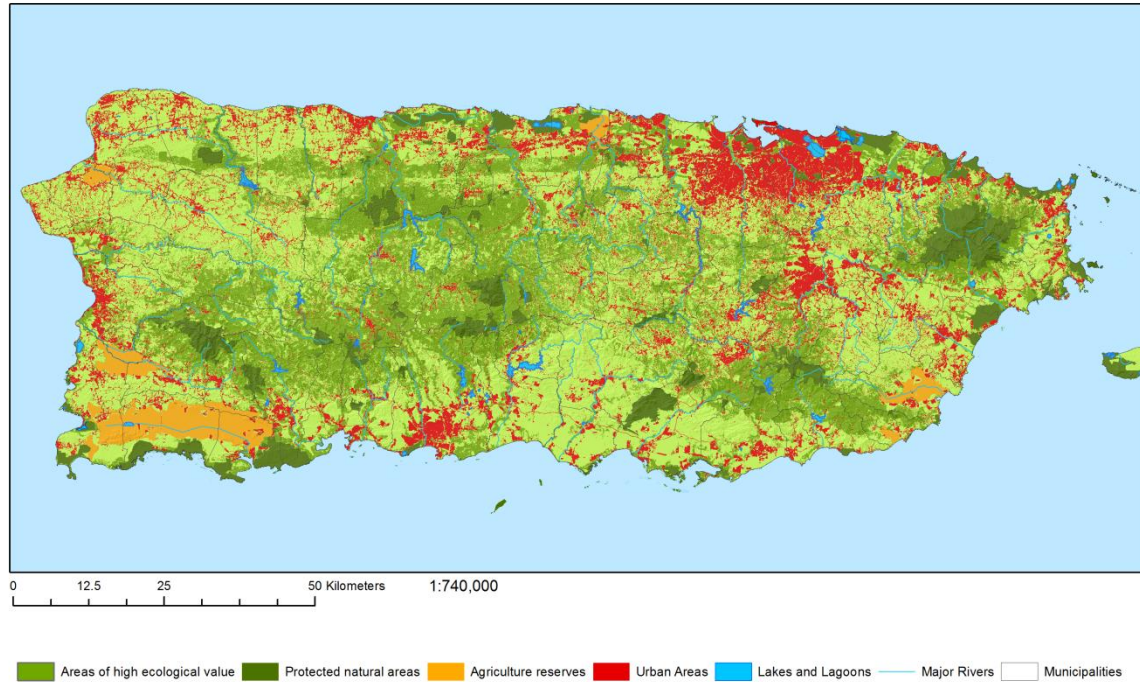 0 12.5 25 50 Kilometers 1:740,000
Areas of high ecological value Protected natural areas Agriculture reserves Urban Areas Lakes and Lagoons Major Rivers Municipalities